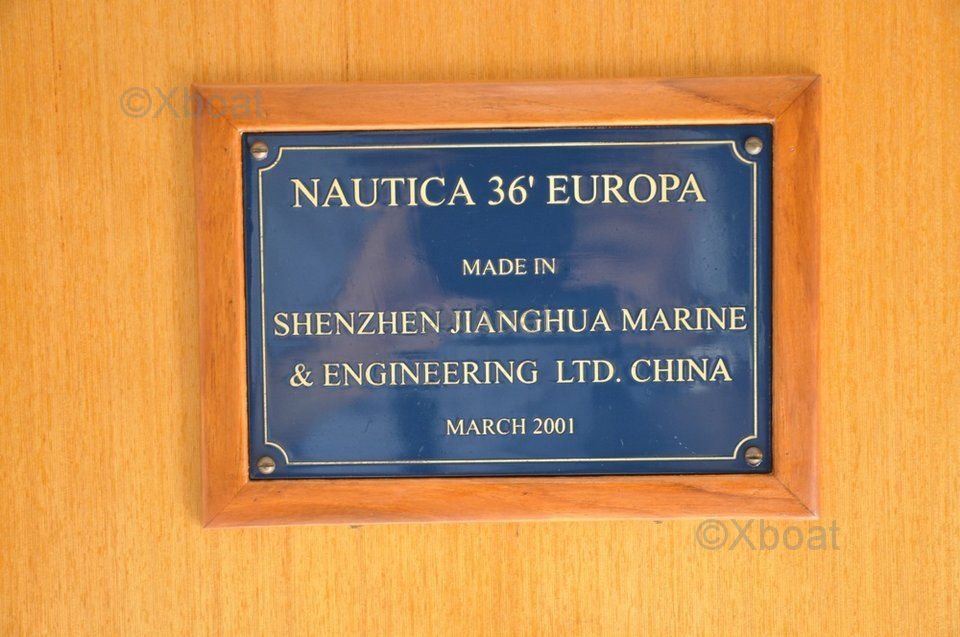 ©Xboat
NAUTICA 36' EUROPA
MADE IN
SHENZHEN JIANGHUA MARINE
& ENGINEERING LTD. CHINA
MARCH 2001
©Xboat